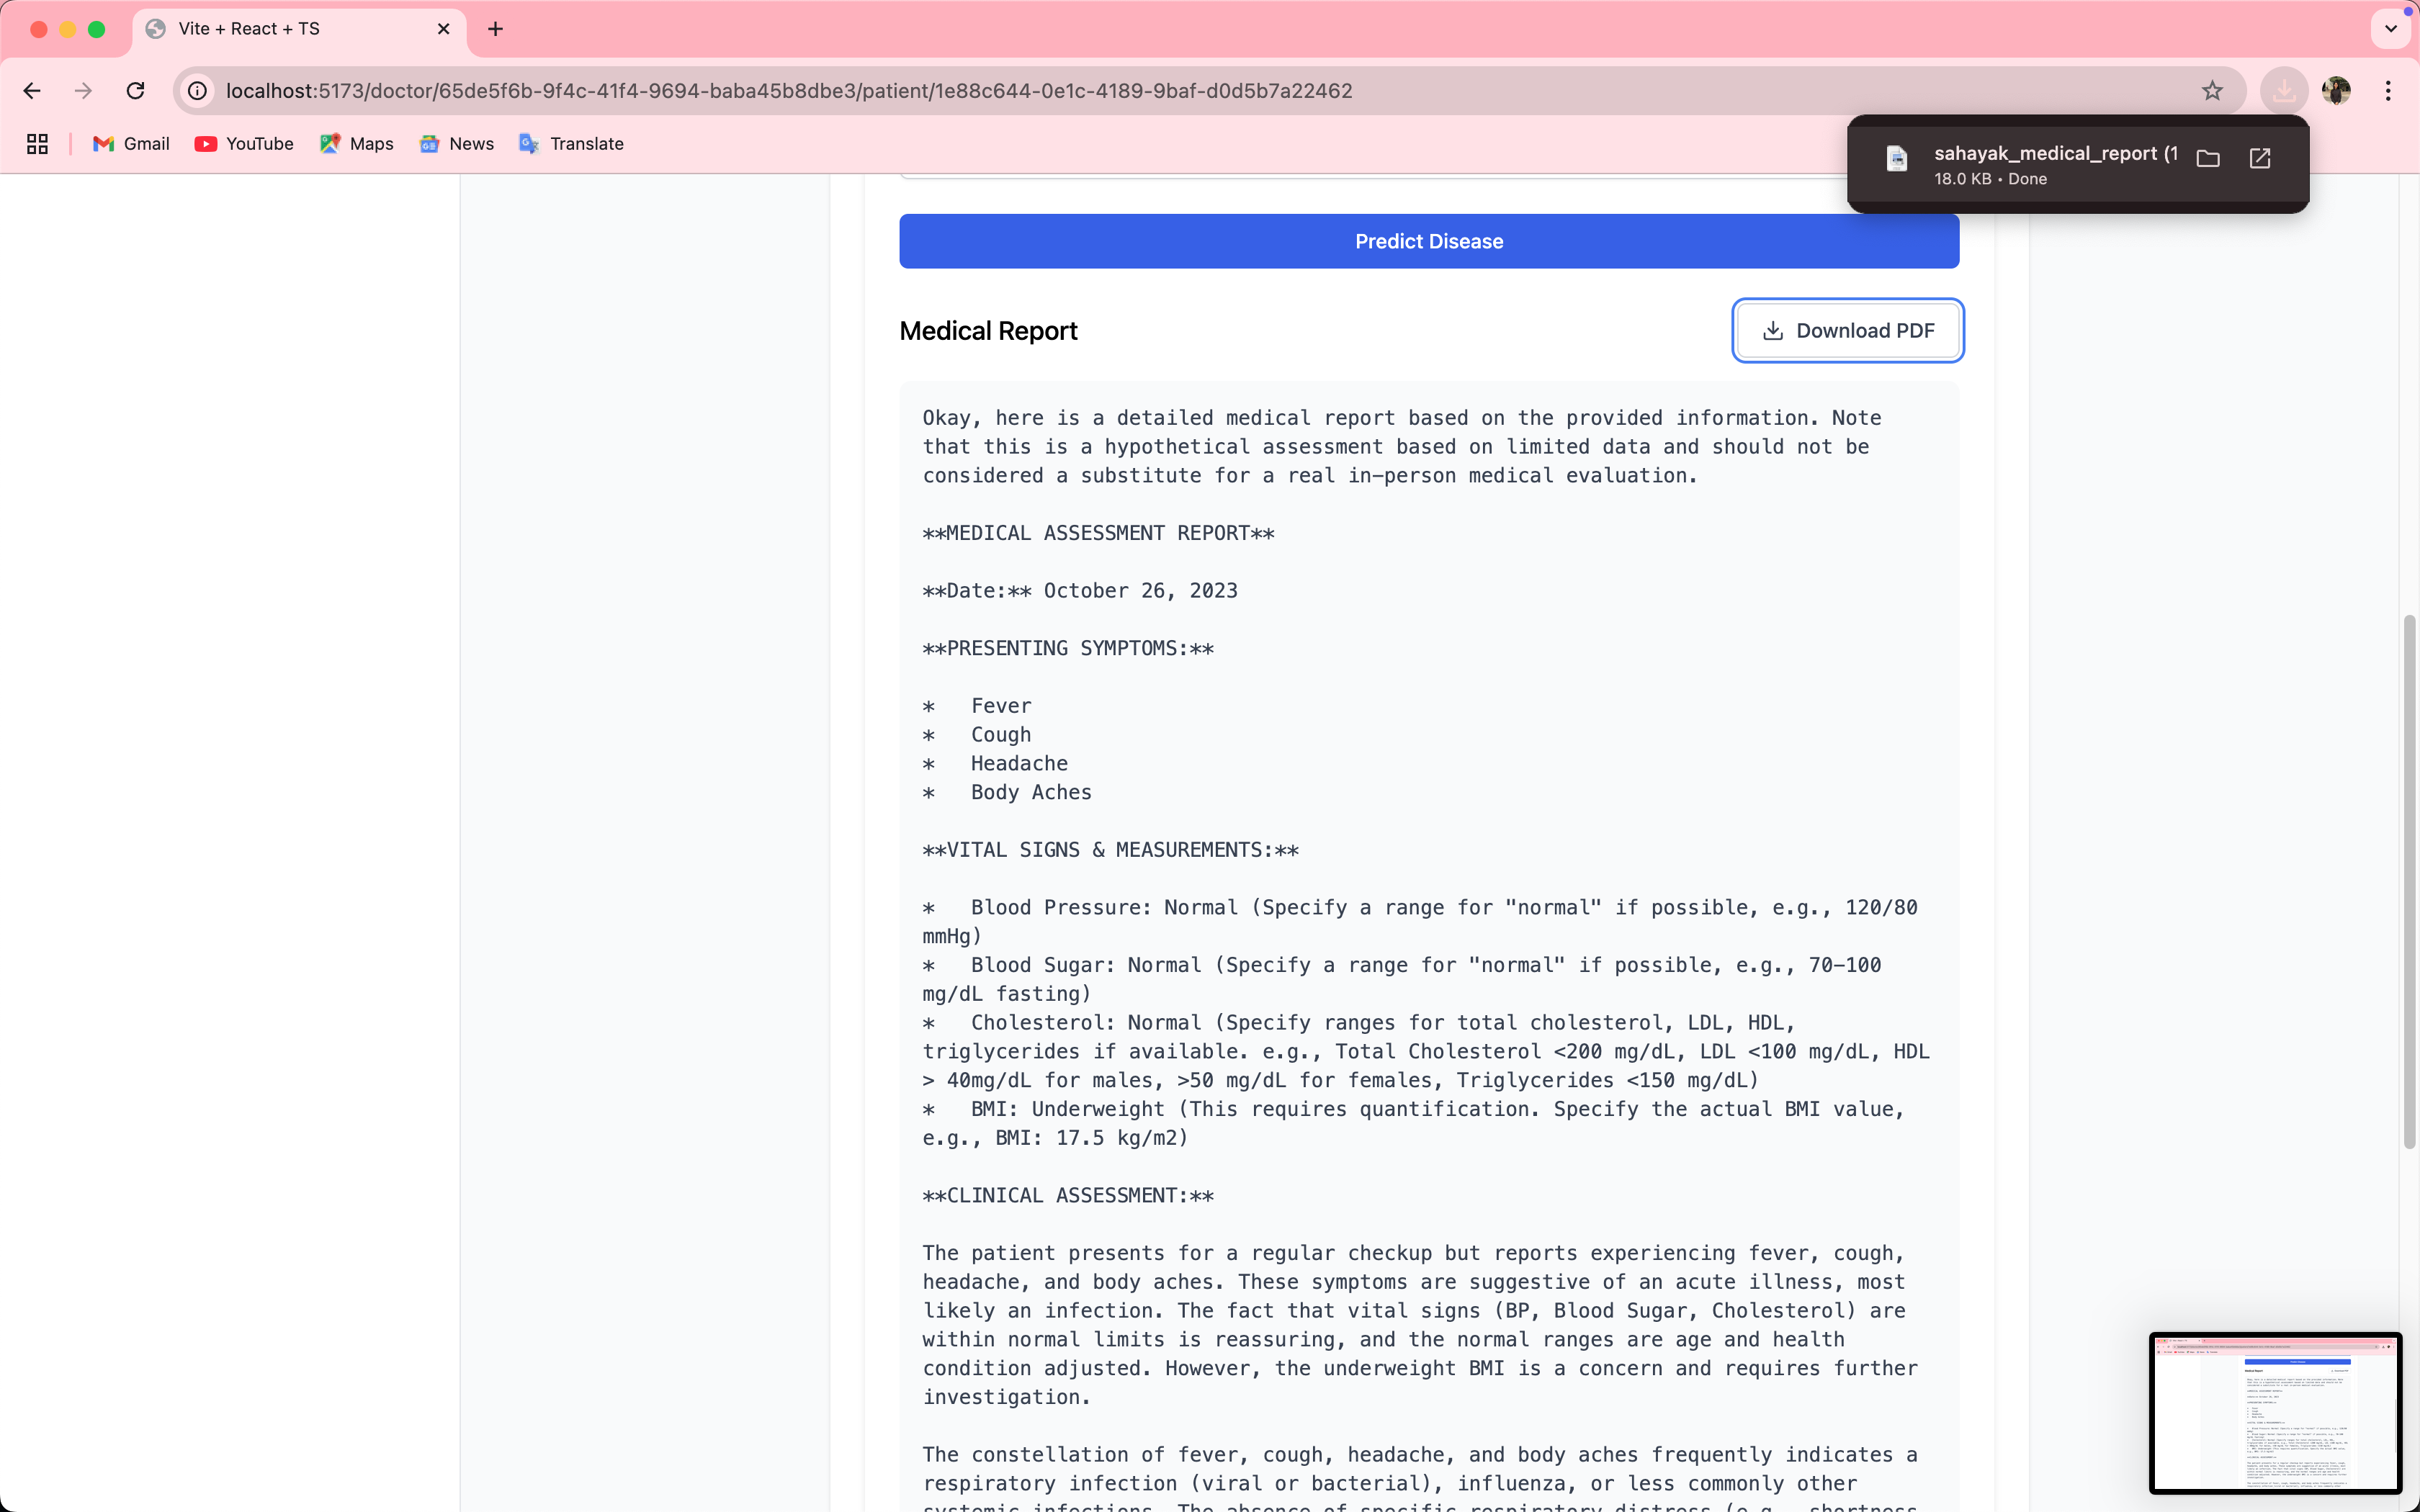 Vite + React + TS
localhost:5173/doctor/65de5f6b-9f4c-41f4-9694-baba45b8dbe3/patient/1e88c644-0e1c-4189-9baf-d0d5b7a22462
Gmail YouTube Maps News Translate
sahayak_medical_report (1
18.0 KB • Done
Predict Disease
Medical Report
Download PDF
Okay, here is a detailed medical report based on the provided information. Note
that this is a hypothetical assessment based on limited data and should not be
considered a substitute for a real in-person medical evaluation.
**MEDICAL ASSESSMENT REPORT**
**Date:** October 26, 2023
**PRESENTING SYMPTOMS:**
*   Fever
*   Cough
*   Headache
*   Body Aches
**VITAL SIGNS & MEASUREMENTS:**
*   Blood Pressure: Normal (Specify a range for "normal" if possible, e.g., 120/80
mmHg)
*   Blood Sugar: Normal (Specify a range for "normal" if possible, e.g., 70-100
mg/dL fasting)
*   Cholesterol: Normal (Specify ranges for total cholesterol, LDL, HDL,
triglycerides if available. e.g., Total Cholesterol <200 mg/dL, LDL <100 mg/dL, HDL
> 40mg/dL for males, >50 mg/dL for females, Triglycerides <150 mg/dL)
*   BMI: Underweight (This requires quantification. Specify the actual BMI value,
e.g., BMI: 17.5 kg/m2)
**CLINICAL ASSESSMENT:**
The patient presents for a regular checkup but reports experiencing fever, cough,
headache, and body aches. These symptoms are suggestive of an acute illness, most
likely an infection. The fact that vital signs (BP, Blood Sugar, Cholesterol) are
within normal limits is reassuring, and the normal ranges are age and health
condition adjusted. However, the underweight BMI is a concern and requires further
investigation.
The constellation of fever, cough, headache, and body aches frequently indicates a
respiratory infection (viral or bacterial), influenza, or less commonly other
systemic infections. The absence of specific respiratory distress (e.g., shortness